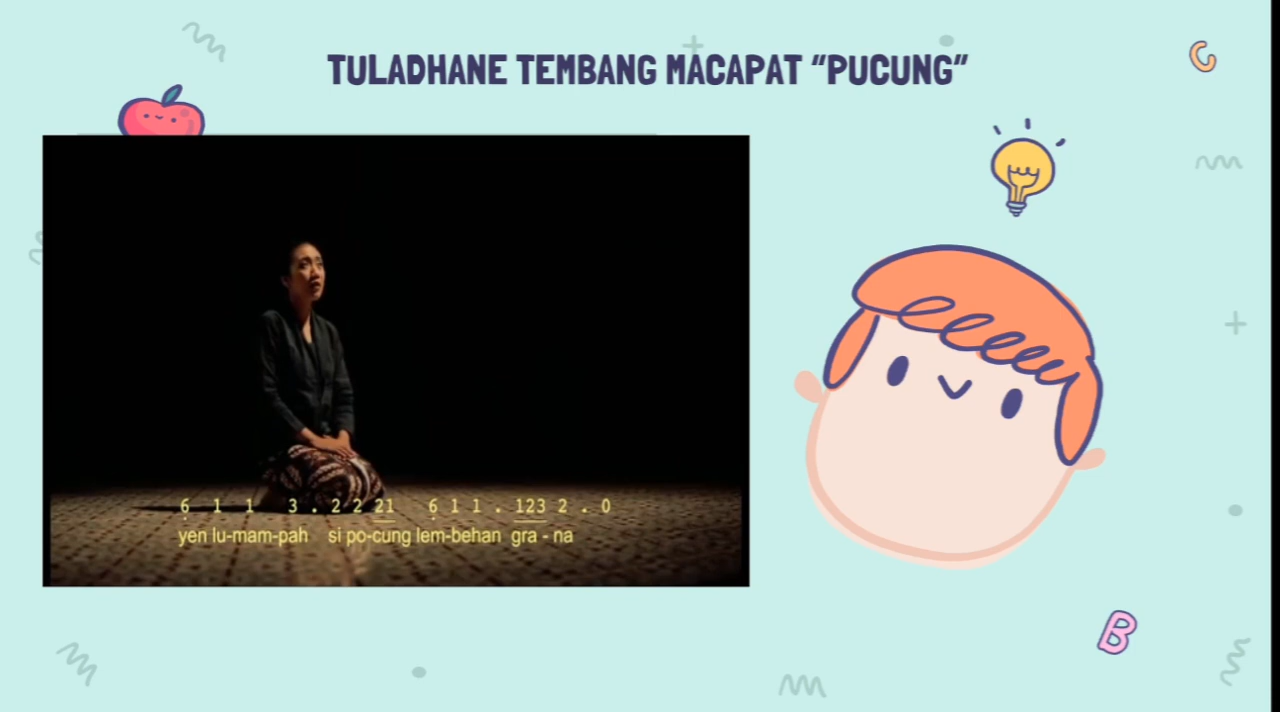 TULADHANE TEMBANG MACAPAT “PUCUNG”
C
6 1 1 3 . 2 2 21 6 1 1 . 123 2 . 0
yen lu-mam-pah si po-cung lem-behan gra - na
B